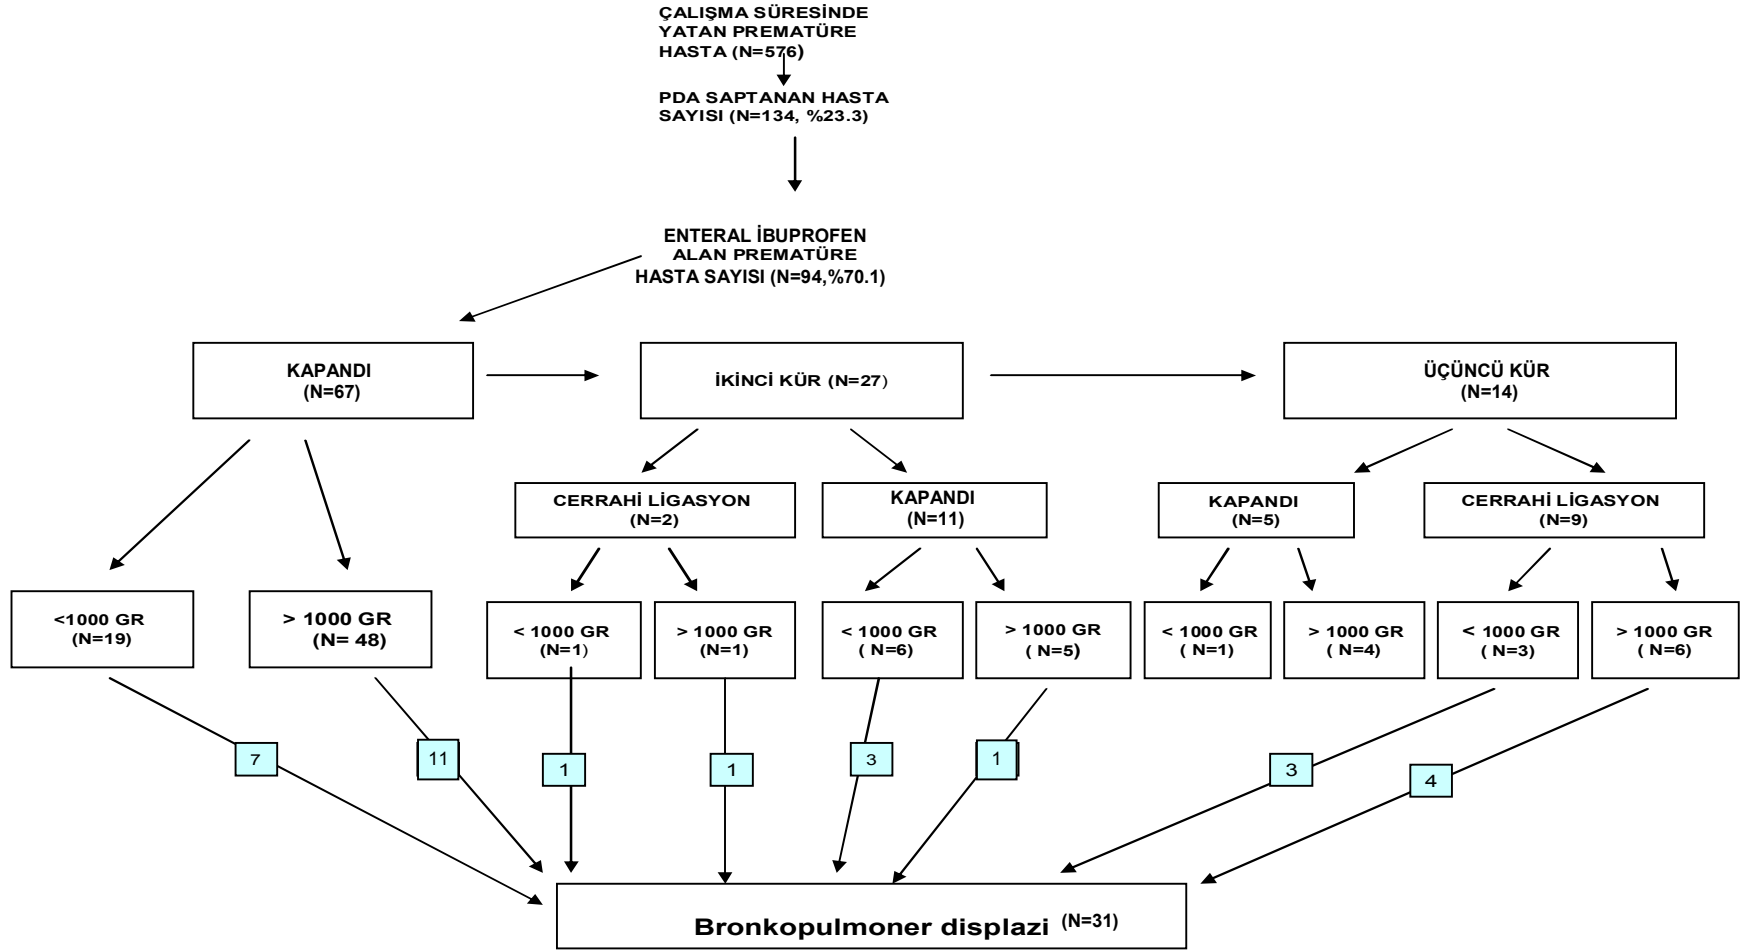 ÇALIŞMA SÜRESİNDE
YATAN PREMATÜRE
HASTA (N=576)
PDA SAPTANAN HASTA
SAYISI (N=134, %23.3)
ENTERAL İBUPROFEN
ALAN PREMATÜRE
HASTA SAYISI (N=94,%70.1)
KAPANDI
(N=67)
İKİNCİ KÜR (N=27)
ÜÇÜNCÜ KÜR
(N=14)
CERRAHİ LİGASYON
(N=2)
KAPANDI
(N=11)
KAPANDI
(N=5)
CERRAHİ LİGASYON
(N=9)
<1000 GR
(N=19)
> 1000 GR
(N= 48)
< 1000 GR
(N=1)
> 1000 GR
(N=1)
< 1000 GR
( N=6)
> 1000 GR
( N=5)
< 1000 GR
( N=1)
> 1000 GR
( N=4)
< 1000 GR
( N=3)
> 1000 GR
( N=6)
7
11
1
1
3
1
3
4
Bronkopulmoner displazi (N=31)